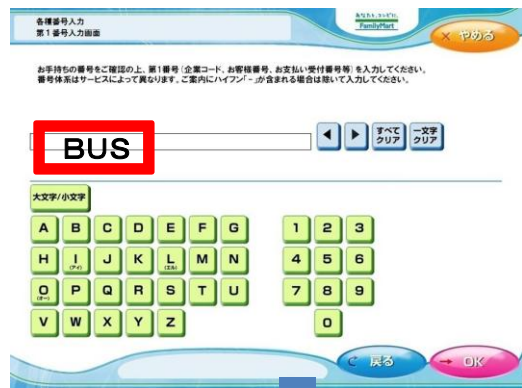 各種番号入力
第1番号入力画面
あなたと、コンビに、
FamilyMart
× やめる
お手持ちの番号をご確認の上、第1番号(企業コード、お客様番号、お支払い受付番号等)を入力してください。
番号体系はサービスによって異なります。ご案内にハイフン「-」が含まれる場合は除いて入力してください。
BUS
◀ ▶ すべてクリア 一文字クリア
大文字/小文字
A B C D E F G 1 2 3
H I(アイ) J K L(エル) M N 4 5 6
O(オー) P Q R S T U 7 8 9
V W X Y Z 0
戻る → OK